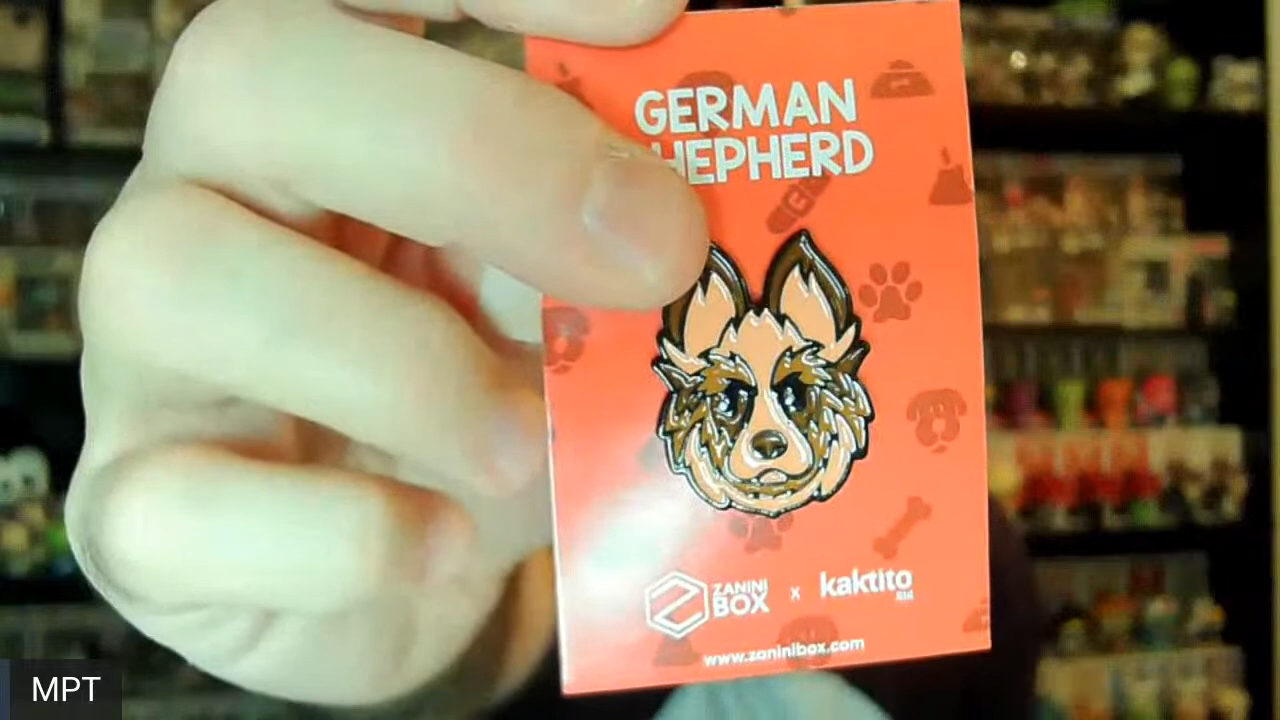 GERMAN
HEPHERD
ZANINI
BOX
x
kaktito
www.zaninibox.com
MPT